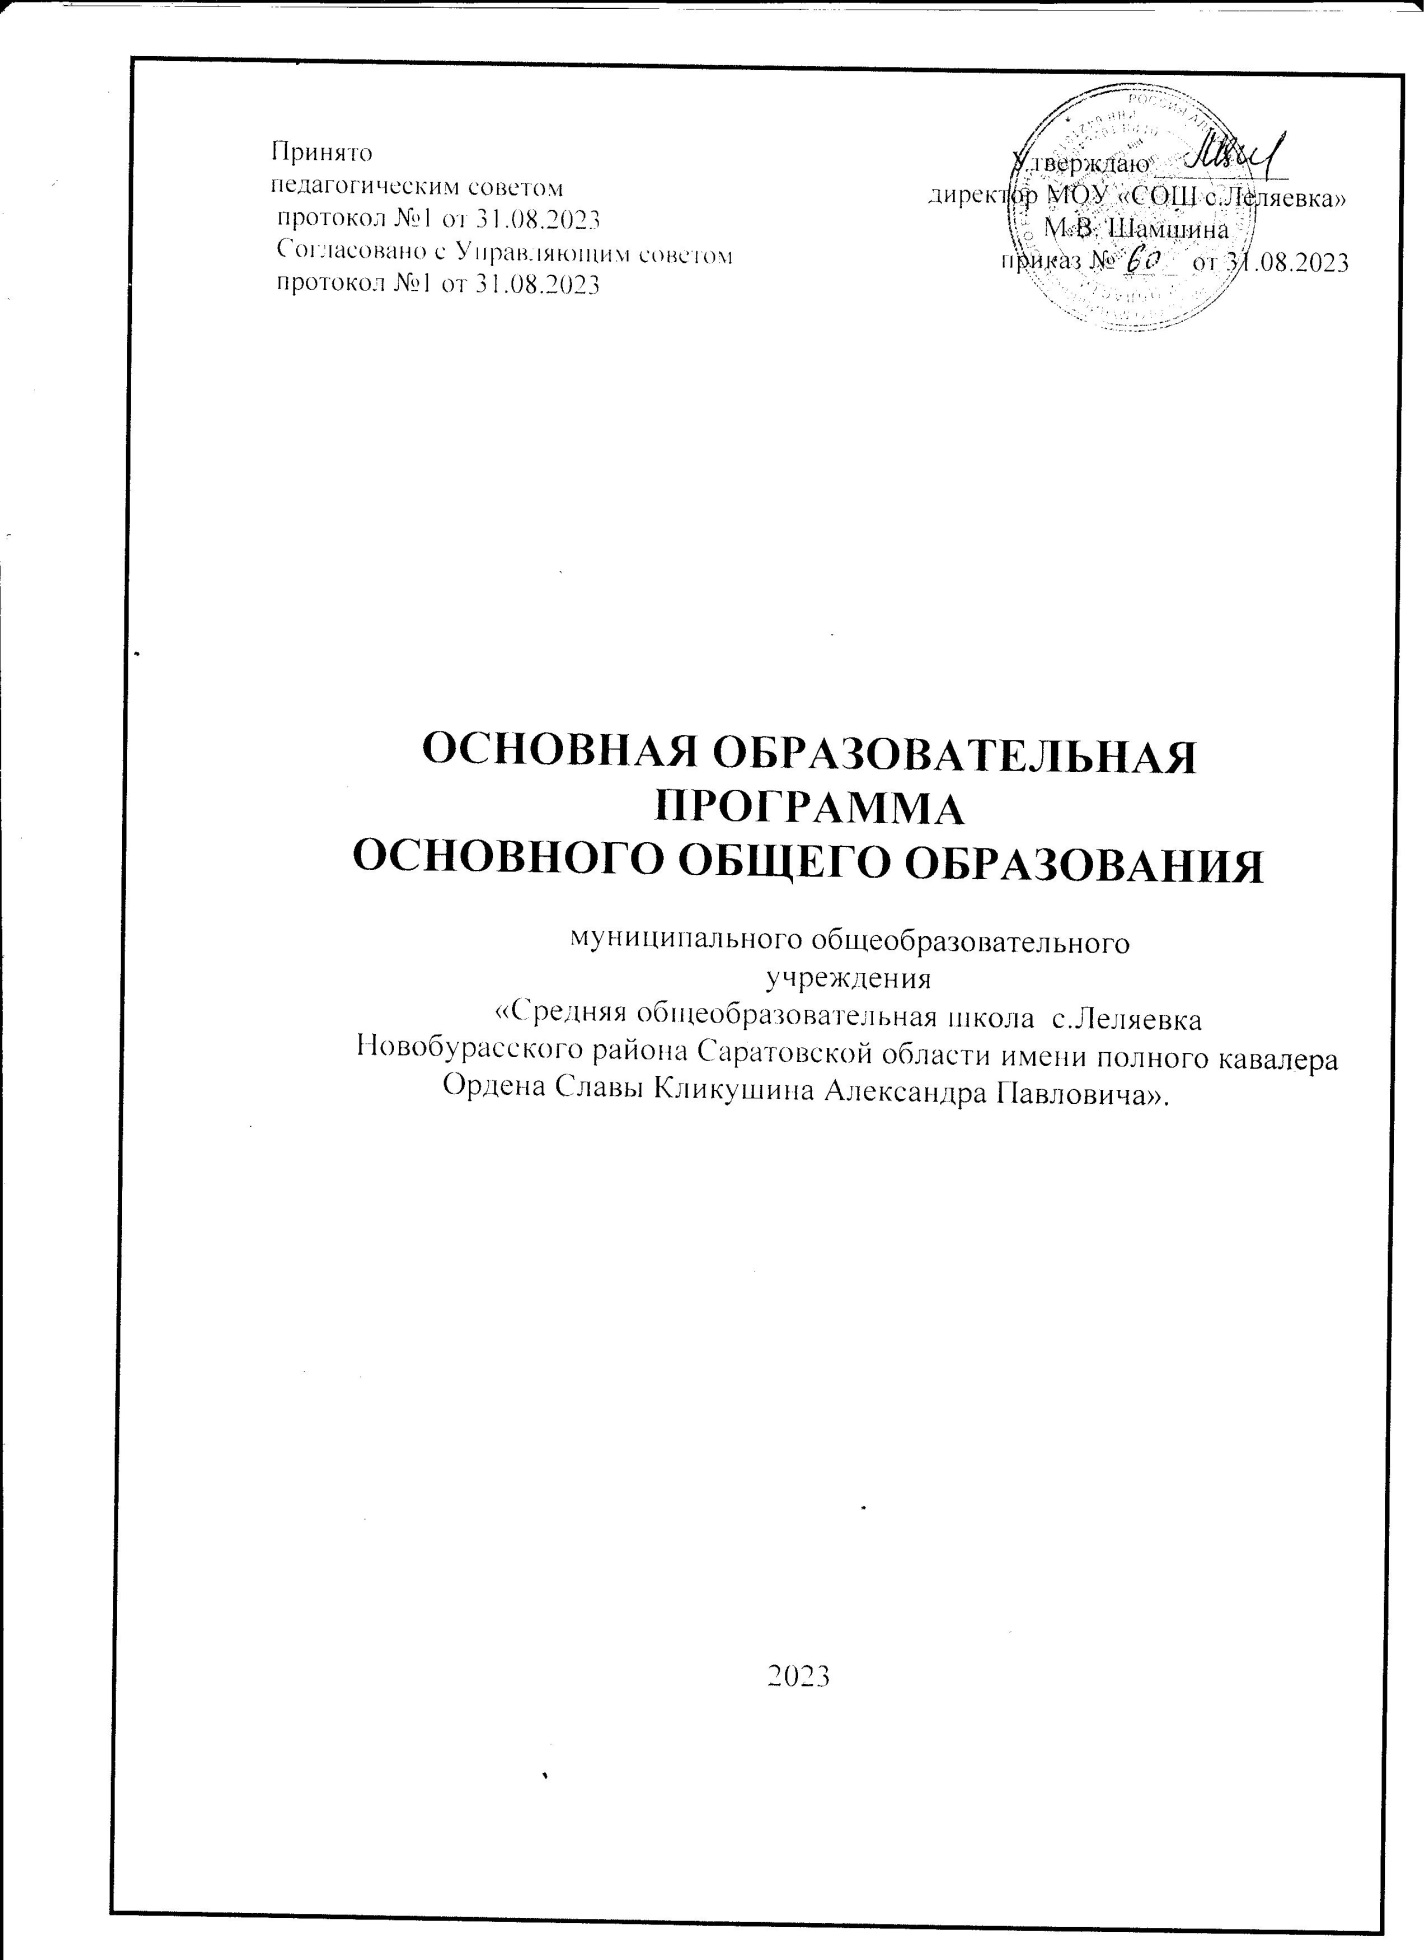 Принято
педагогическим советом
протокол №1 от 31.08.2023
Согласовано с Управляющим советом
протокол №1 от 31.08.2023
Утверждаю
директор МОУ «СОШ с.Леляевка»
М.В. Шамшина
приказ № 60 от 31.08.2023
ОСНОВНАЯ ОБРАЗОВАТЕЛЬНАЯ
ПРОГРАММА
ОСНОВНОГО ОБЩЕГО ОБРАЗОВАНИЯ
муниципального общеобразовательного
учреждения
«Средняя общеобразовательная школа с.Леляевка
Новобурасского района Саратовской области имени полного кавалера
Ордена Славы Кликушина Александра Павловича».
2023